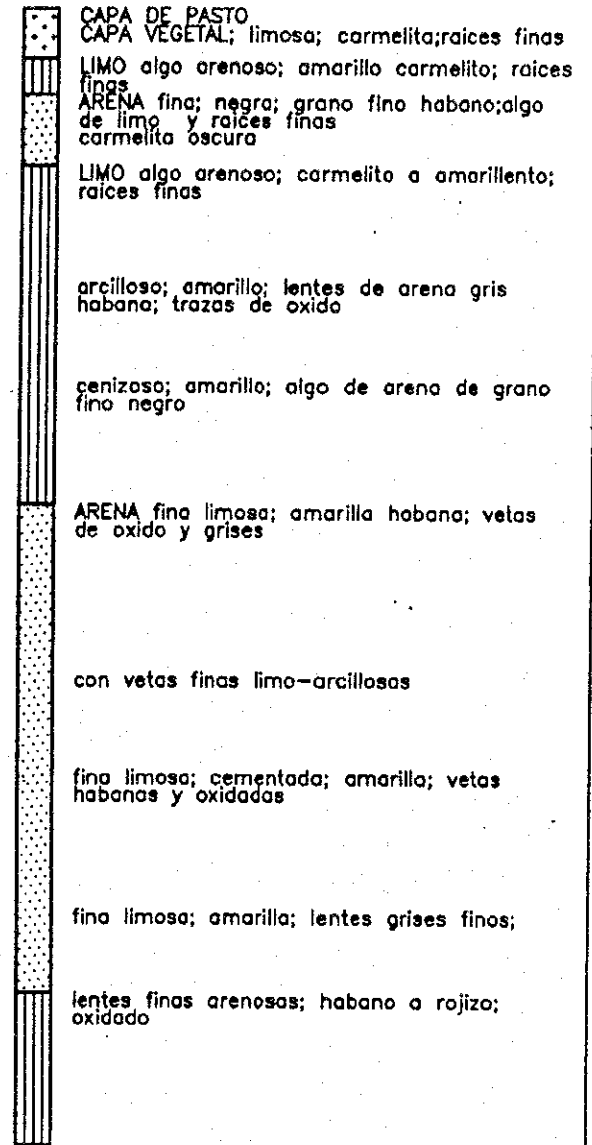 CAPA DE PASTO
CAPA VEGETAL; limosa; carmelita;raices finas
LIMO algo arenoso; amarillo carmelito; raices
finas
ARENA fina; negra; grano fino habano;algo
de limo y raices finas
carmelita oscura
LIMO algo arenoso; carmelito a amarillento;
raices finas
arcilloso; amarillo; lentes de arena gris
habana; trazas de oxido
cenizoso; amarillo; algo de arena de grano
fino negro
ARENA fina limosa; amarilla habana; vetas
de oxido y grises
con vetas finas limo-arcillosas
fina limosa; cementada; amarilla; vetas
habanas y oxidadas
fina limosa; amarilla; lentes grises finos;
lentes finas arenosas; habano a rojizo;
oxidado